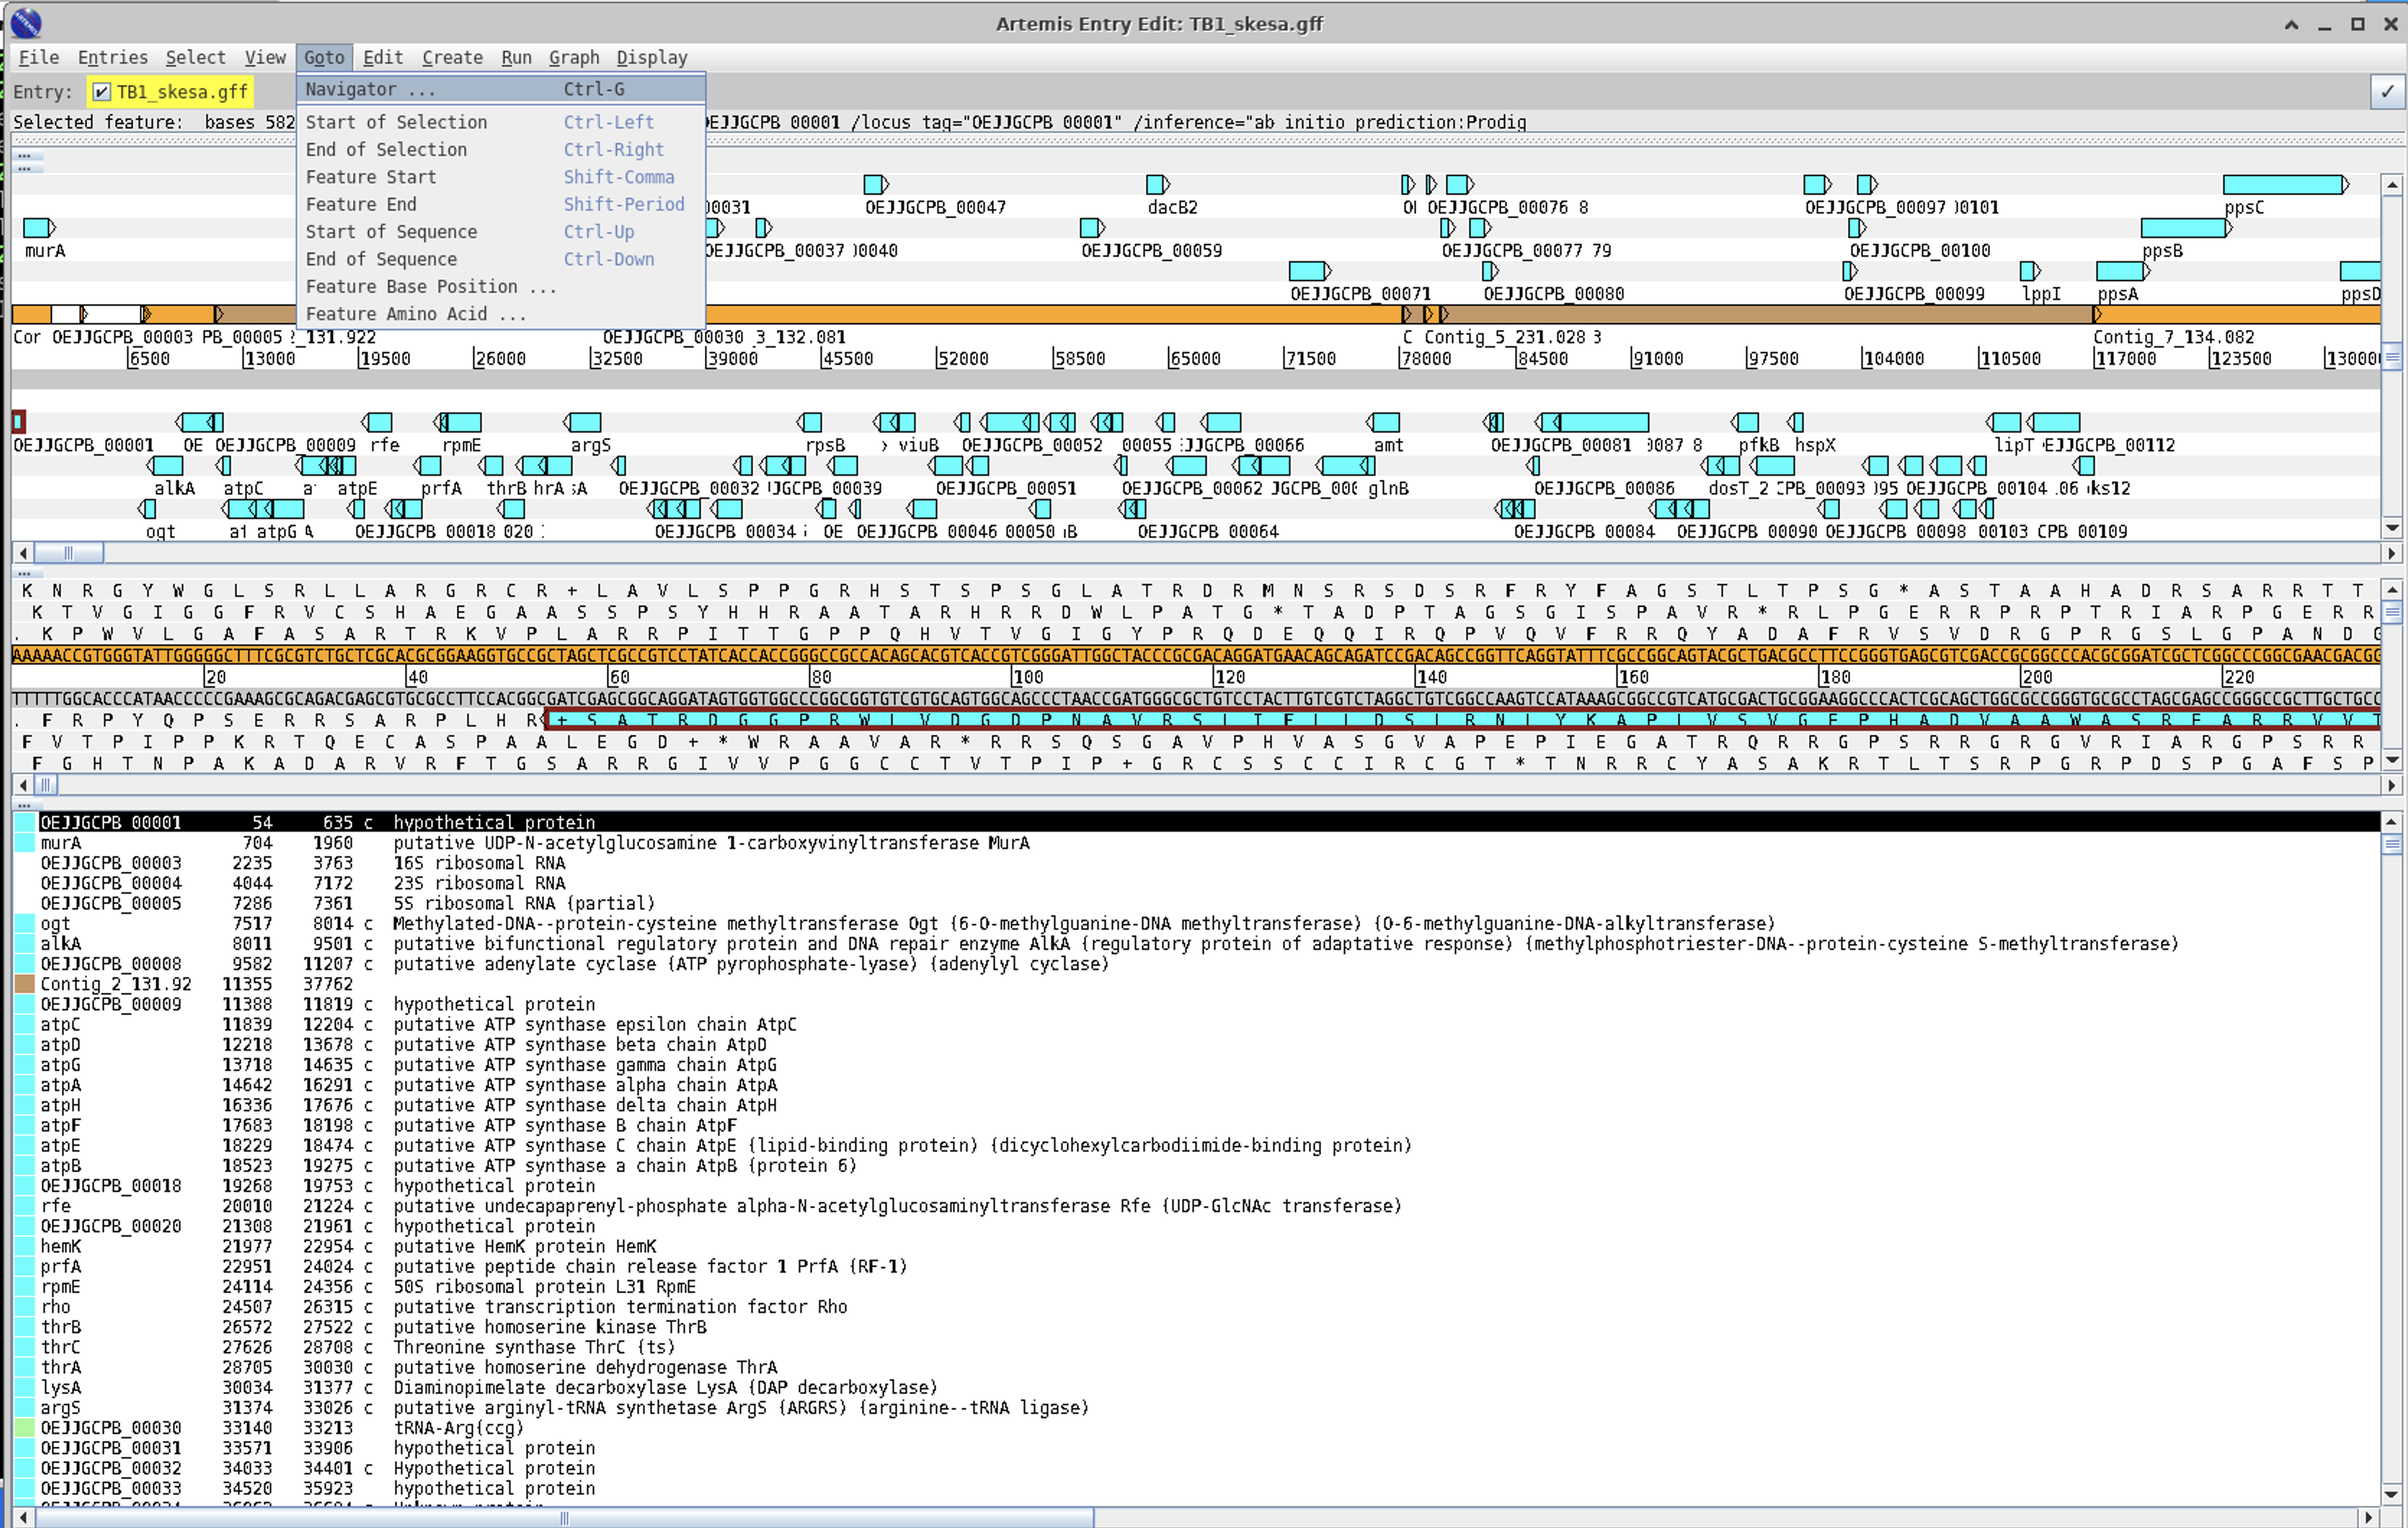 Artemis Entry Edit: TB1_skesa.gff
File Entries Select View Goto Edit Create Run Graph Display
Entry: TB1_skesa.gff
Navigator ... Ctrl-G
Start of Selection Ctrl-Left
End of Selection Ctrl-Right
Feature Start Shift-Comma
Feature End Shift-Period
Start of Sequence Ctrl-Up
End of Sequence Ctrl-Down
Feature Base Position ...
Feature Amino Acid ...
Selected feature: bases 582 OEJJGCPB_00001 /locus_tag="OEJJGCPB_00001" /inference="ab initio prediction:Prodig
00031 OEJJGCPB_00047 dacB2 OEJJGCPB_00076 8 OEJJGCPB_00097 0101 ppsC
murA OEJJGCPB_00037 0040 OEJJGCPB_00059 OEJJGCPB_00077 79 OEJJGCPB_00100 ppsB
OEJJGCPB_00071 OEJJGCPB_00080 OEJJGCPB_00099 lppI ppsA ppsD
Cor OEJJGCPB_00003 PB_00005 _131.922 OEJJGCPB_00030 3_132.081 C Contig_5_231.028 3 Contig_7_134.082
6500 13000 19500 26000 32500 39000 45500 52000 58500 65000 71500 78000 84500 91000 97500 104000 110500 117000 123500 130000
OEJJGCPB_00001 OE OEJJGCPB_00009 rfe rpmE argS rpsB viuB OEJJGCPB_00052 00055 JJGCPB_00066 amt OEJJGCPB_00081 0087 8 pfkB hspX lipT EJJGCPB_00112
alkA atpC a atpE prfA thrB hrA sA OEJJGCPB_00032 JGCPB_00039 OEJJGCPB_00051 OEJJGCPB_00062 JGCPB_00 glnB OEJJGCPB_00086 dosT_2 CPB_00093 095 OEJJGCPB_00104 .06 ks12
ogt at atpG A OEJJGCPB_00018 020 OEJJGCPB_00034 OE OEJJGCPB_00046 00050 B OEJJGCPB_00064 OEJJGCPB_00084 OEJJGCPB_00090 OEJJGCPB_00098 00103 CPB_00109
K N R G Y W G L S R L L A R G R C R + L A V L S P P G R H S T S P S G L A T R D R M N S R S D S R F R Y F A G S T L T P S G * A S T A A H A D R S A R R T T
K T V G I G G F R V C S H A E G A A S S P S Y H H R A A T A R H R R D W L P A T G * T A D P T A G S G I S P A V R * R L P G E R R P R P T R I A R P G E R R
. K P W V L G A F A S A R T R K V P L A R R P I T T G P P Q H V T V G I G Y P R Q D E Q Q I R Q P V Q V F R R Q Y A D A F R V S V D R G P R G S L G P A N D G
AAAAACCGTGGGTATTGGGGGCTTTCGCGTCTGCTCGCACGCGGAAGGTGCCGCTAGCTCGCCGTCCTATCACCACCGGGCCGCCACAGCACGTCACCGTCGGGATTGGCTACCCGCGACAGGATGAACAGCAGATCCGACAGCCGGTTCAGGTATTTCGCCGGCAGTACGCTGACGCCTTCCGGGTGAGCGTCGACCGCGGCCCACGCGGATCGCTCGGCCCGGCGAACGACGG
20 40 60 80 100 120 140 160 180 200 220
TTTTTGGCACCCATAACCCCCGAAAGCGCAGACGAGCGTGCGCCTTCCACGGCGATCGAGCGGCAGGATAGTGGTGGCCCGGCGGTGTCGTGCAGTGGCAGCCCTAACCGATGGGCGCTGTCCTACTTGTCGTCTAGGCTGTCGGCCAAGTCCATAAAGCGGCCGTCATGCGACTGCGGAAGGCCCACTCGCAGCTGGCGCCGGGTGCGCCTAGCGAGCCGGGCCGCTTGCTGCC
. F R P Y Q P S E R R S A R P L H R + S A T R D G G P R W L V D G D P N A V R S L T F L L D S L R N L Y K A P L V S V G E P H A D V A A W A S R E A R R V V T
F V T P I P P K R T Q E C A S P A A L E G D + * W R A A V A R * R R S Q S G A V P H V A S G V A P E P I E G A T R Q R R G P S R R G R G V R I A R G P S R R
F G H T N P A K A D A R V R F T G S A R R G I V V P G G C C T V T P I P + G R C S S C C I R C G T * T N R R C Y A S A K R T L T S R P G R P D S P G A F S P
OEJJGCPB_00001 54 635 c hypothetical protein
murA 704 1960 putative UDP-N-acetylglucosamine 1-carboxyvinyltransferase MurA
OEJJGCPB_00003 2235 3763 16S ribosomal RNA
OEJJGCPB_00004 4044 7172 23S ribosomal RNA
OEJJGCPB_00005 7286 7361 5S ribosomal RNA (partial)
ogt 7517 8014 c Methylated-DNA--protein-cysteine methyltransferase Ogt (6-O-methylguanine-DNA methyltransferase) (O-6-methylguanine-DNA-alkyltransferase)
alkA 8011 9501 c putative bifunctional regulatory protein and DNA repair enzyme AlkA (regulatory protein of adaptative response) (methylphosphotriester-DNA--protein-cysteine S-methyltransferase)
OEJJGCPB_00008 9582 11207 c putative adenylate cyclase (ATP pyrophosphate-lyase) (adenylyl cyclase)
Contig_2_131.92 11355 37762
OEJJGCPB_00009 11388 11819 c hypothetical protein
atpC 11839 12204 c putative ATP synthase epsilon chain AtpC
atpD 12218 13678 c putative ATP synthase beta chain AtpD
atpG 13718 14635 c putative ATP synthase gamma chain AtpG
atpA 14642 16291 c putative ATP synthase alpha chain AtpA
atpH 16336 17676 c putative ATP synthase delta chain AtpH
atpF 17683 18198 c putative ATP synthase B chain AtpF
atpE 18229 18474 c putative ATP synthase C chain AtpE (lipid-binding protein) (dicyclohexylcarbodiimide-binding protein)
atpB 18523 19275 c putative ATP synthase a chain AtpB (protein 6)
OEJJGCPB_00018 19268 19753 c hypothetical protein
rfe 20010 21224 c putative undecapaprenyl-phosphate alpha-N-acetylglucosaminyltransferase Rfe (UDP-GlcNAc transferase)
OEJJGCPB_00020 21308 21961 c hypothetical protein
hemK 21977 22954 c putative HemK protein HemK
prfA 22951 24024 c putative peptide chain release factor 1 PrfA (RF-1)
rpmE 24114 24356 c 50S ribosomal protein L31 RpmE
rho 24507 26315 c putative transcription termination factor Rho
thrB 26572 27522 c putative homoserine kinase ThrB
thrC 27626 28708 c Threonine synthase ThrC (ts)
thrA 28705 30030 c putative homoserine dehydrogenase ThrA
lysA 30034 31377 c Diaminopimelate decarboxylase LysA (DAP decarboxylase)
argS 31374 33026 c putative arginyl-tRNA synthetase ArgS (ARGRS) (arginine--tRNA ligase)
OEJJGCPB_00030 33140 33213 tRNA-Arg(ccg)
OEJJGCPB_00031 33571 33906 hypothetical protein
OEJJGCPB_00032 34033 34401 c Hypothetical protein
OEJJGCPB_00033 34520 35923 hypothetical protein